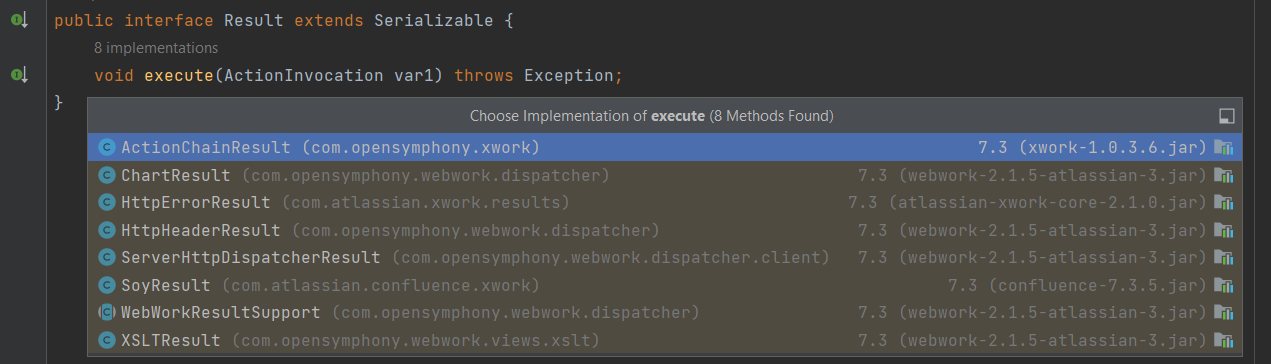 public interface Result extends Serializable {
8 implementations
void execute(ActionInvocation var1) throws Exception;
}
Choose Implementation of execute (8 Methods Found)
ActionChainResult (com.opensymphony.xwork) 7.3 (xwork-1.0.3.6.jar)
ChartResult (com.opensymphony.webwork.dispatcher) 7.3 (webwork-2.1.5-atlassian-3.jar)
HttpErrorResult (com.atlassian.xwork.results) 7.3 (atlassian-xwork-core-2.1.0.jar)
HttpHeaderResult (com.opensymphony.webwork.dispatcher) 7.3 (webwork-2.1.5-atlassian-3.jar)
ServerHttpDispatcherResult (com.opensymphony.webwork.dispatcher.client) 7.3 (webwork-2.1.5-atlassian-3.jar)
SoyResult (com.atlassian.confluence.xwork) 7.3 (confluence-7.3.5.jar)
WebWorkResultSupport (com.opensymphony.webwork.dispatcher) 7.3 (webwork-2.1.5-atlassian-3.jar)
XSLTResult (com.opensymphony.webwork.views.xslt) 7.3 (webwork-2.1.5-atlassian-3.jar)